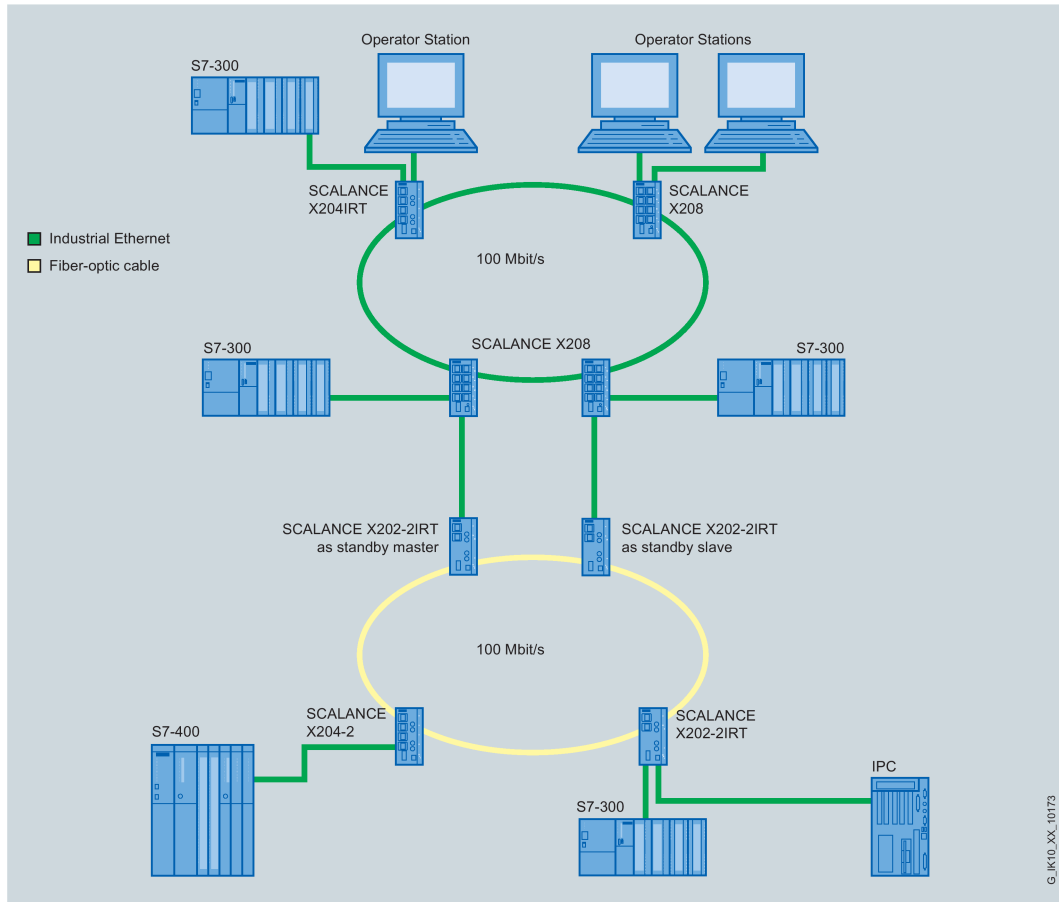 Operator Station
Operator Stations
S7-300
SCALANCE
X204IRT
SCALANCE
X208
Industrial Ethernet
Fiber-optic cable
100 Mbit/s
SCALANCE X208
S7-300
S7-300
SCALANCE X202-2IRT
as standby master
SCALANCE X202-2IRT
as standby slave
100 Mbit/s
SCALANCE
X204-2
SCALANCE
X202-2IRT
S7-400
IPC
S7-300
G_IK10_XX_10173